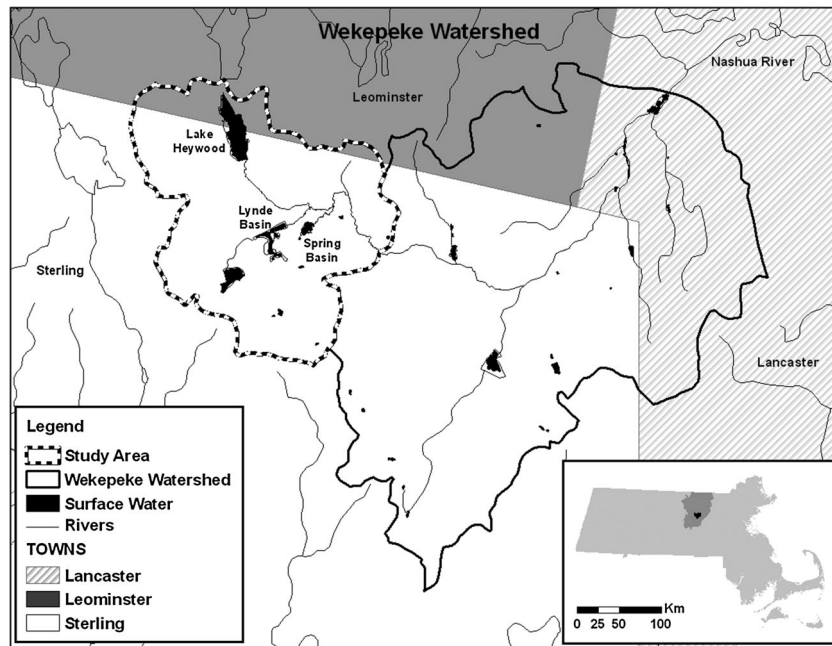 Wekepeke Watershed
Nashua River
Leominster
Lake
Heywood
Lynde
Basin
Spring
Basin
Sterling
Lancaster
Legend
Study Area
Wekepeke Watershed
Surface Water
Rivers
TOWNS
Lancaster
Leominster
Sterling
Km
0 25 50 100